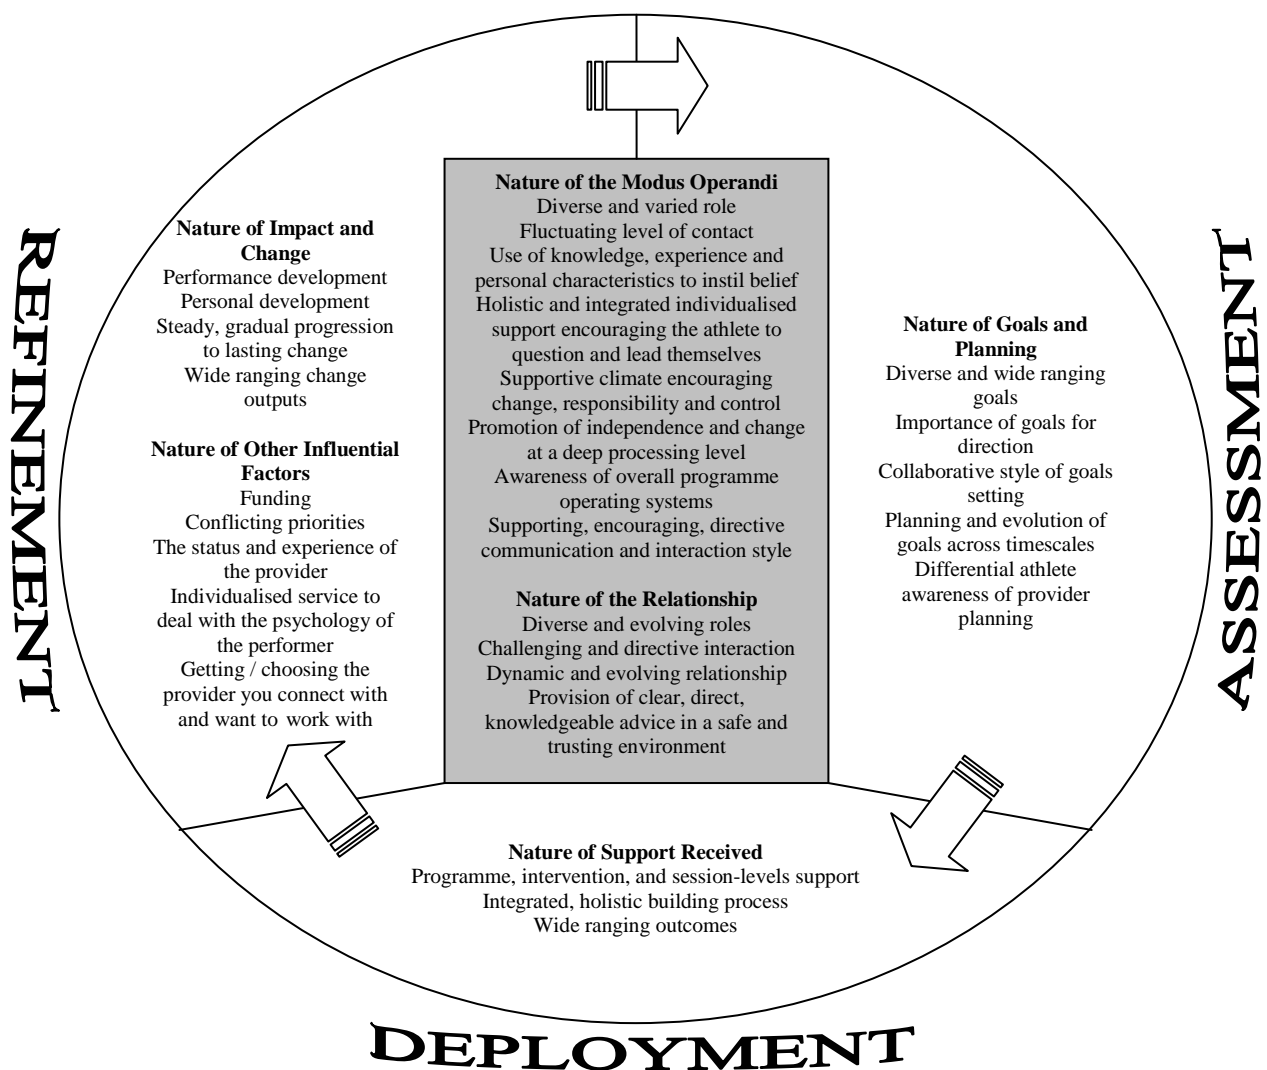 REFINEMENT
Nature of Impact and
Change
Performance development
Personal development
Steady, gradual progression
to lasting change
Wide ranging change
outputs
Nature of Other Influential
Factors
Funding
Conflicting priorities
The status and experience of
the provider
Individualised service to
deal with the psychology of
the performer
Getting / choosing the
provider you connect with
and want to work with
Nature of the Modus Operandi
Diverse and varied role
Fluctuating level of contact
Use of knowledge, experience and
personal characteristics to instil belief
Holistic and integrated individualised
support encouraging the athlete to
question and lead themselves
Supportive climate encouraging
change, responsibility and control
Promotion of independence and change
at a deep processing level
Awareness of overall programme
operating systems
Supporting, encouraging, directive
communication and interaction style
Nature of the Relationship
Diverse and evolving roles
Challenging and directive interaction
Dynamic and evolving relationship
Provision of clear, direct,
knowledgeable advice in a safe and
trusting environment
Nature of Goals and
Planning
Diverse and wide ranging
goals
Importance of goals for
direction
Collaborative style of goals
setting
Planning and evolution of
goals across timescales
Differential athlete
awareness of provider
planning
ASSESSMENT
Nature of Support Received
Programme, intervention, and session-levels support
Integrated, holistic building process
Wide ranging outcomes
DEPLOYMENT